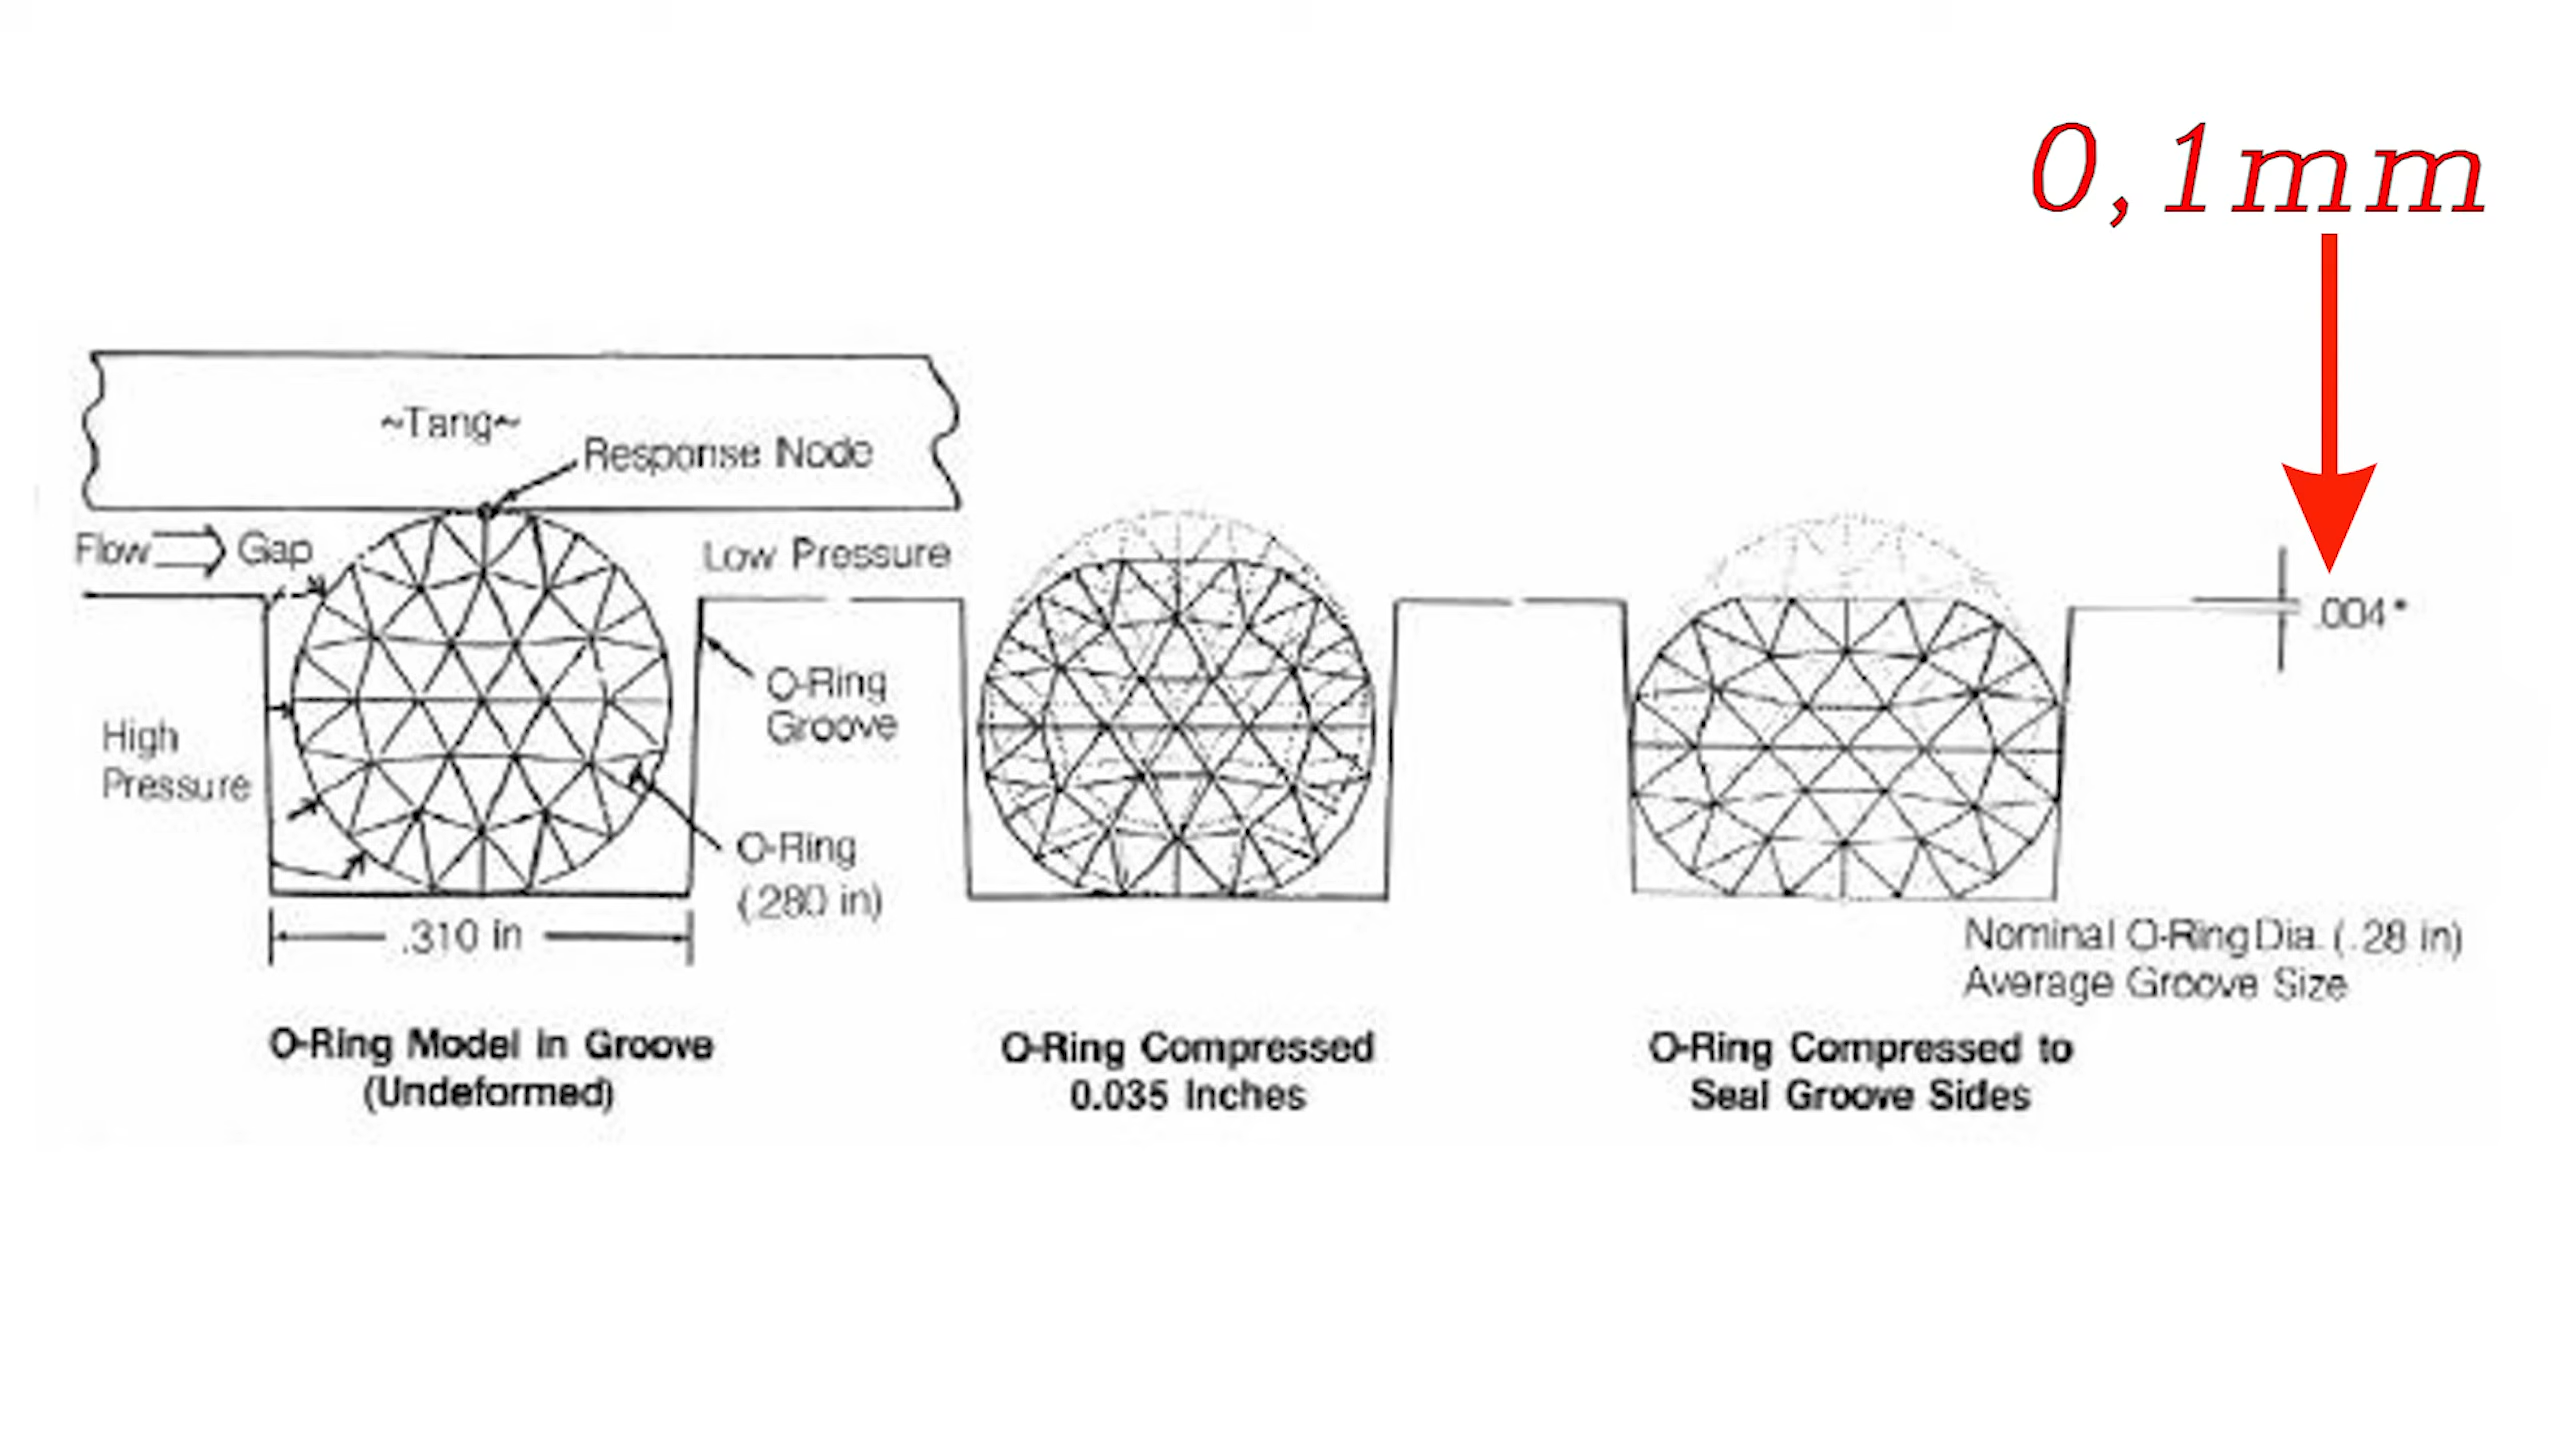 0,1mm
~Tang~
Response Node
Flow
Gap
Low Pressure
.004"
O-Ring
Groove
High
Pressure
O-Ring
(.280 in)
.310 in
Nominal O-Ring Dia. (.28 in)
Average Groove Size
O-Ring Model in Groove
(Undeformed)
O-Ring Compressed
0.035 Inches
O-Ring Compressed to
Seal Groove Sides